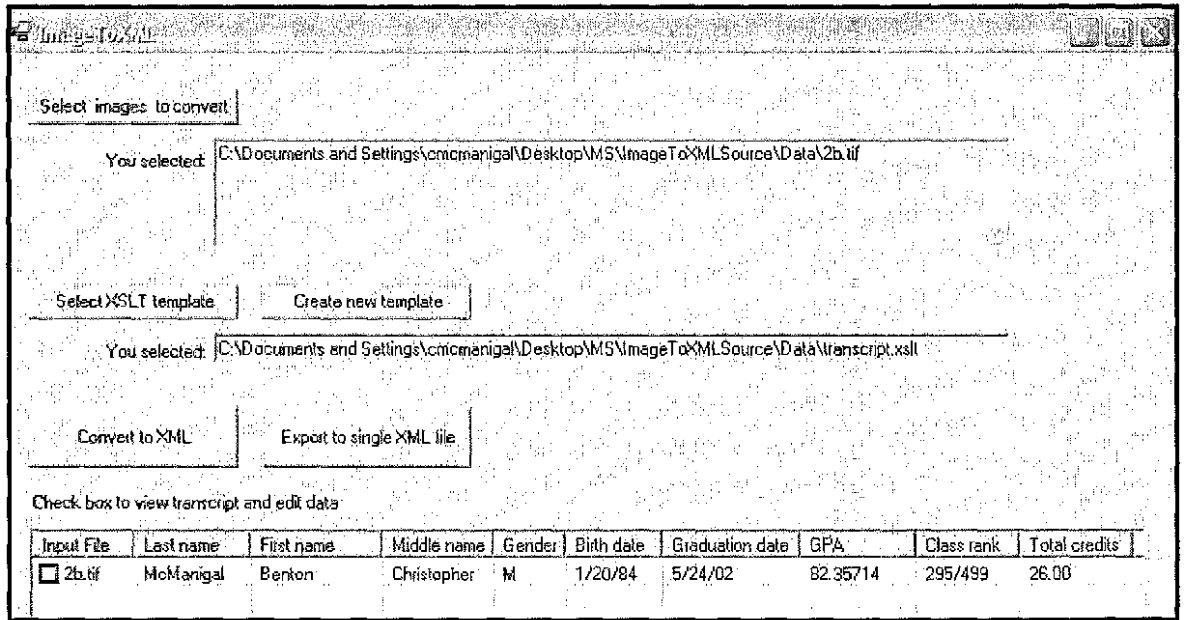 ImageToXML
Select images to convert
You selected: C:\Documents and Settings\cmcmanigal\Desktop\MS\ImageToXMLSource\Data\2b.tif
Select XSLT template Create new template
You selected: C:\Documents and Settings\cmcmanigal\Desktop\MS\ImageToXMLSource\Data\transcript.xslt
Convert to XML Export to single XML file
Check box to view transcript and edit data
Input File Last name First name Middle name Gender Birth date Graduation date GPA Class rank Total credits
2b.tif McManigal Benton Christopher M 1/20/84 5/24/02 82.35714 295/499 26.00